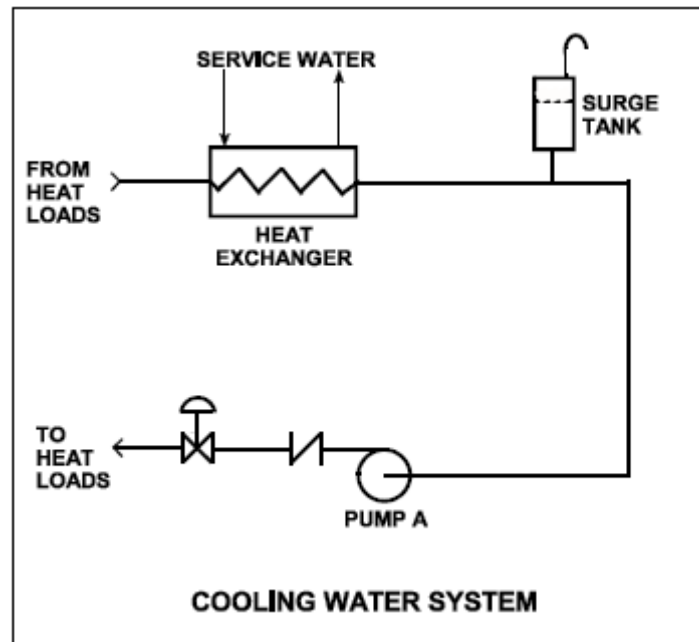 SERVICE WATER
SURGE
TANK
FROM
HEAT
LOADS
HEAT
EXCHANGER
TO
HEAT
LOADS
PUMP A
COOLING WATER SYSTEM